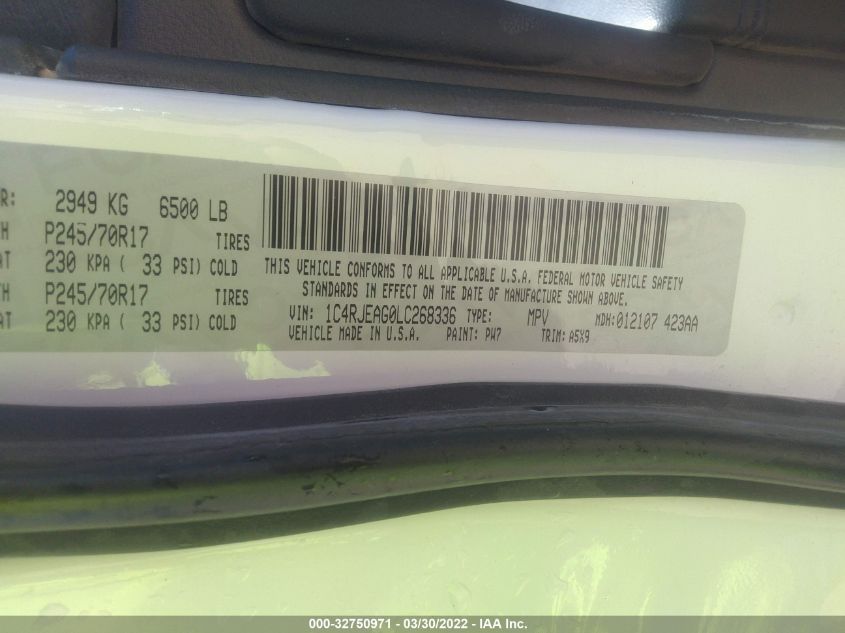 R: 2949 KG 6500 LB
H P245/70R17 TIRES
AT 230 KPA ( 33 PSI) COLD
TH P245/70R17 TIRES
AT 230 KPA ( 33 PSI) COLD
THIS VEHICLE CONFORMS TO ALL APPLICABLE U.S.A. FEDERAL MOTOR VEHICLE SAFETY
STANDARDS IN EFFECT ON THE DATE OF MANUFACTURE SHOWN ABOVE.
VIN: 1C4RJEAG0LC268336 TYPE: MPV MDH: 012107 423AA
VEHICLE MADE IN U.S.A. PAINT: PW7 TRIM: A5X9
000-32750971 — 03/30/2022 — IAA Inc.